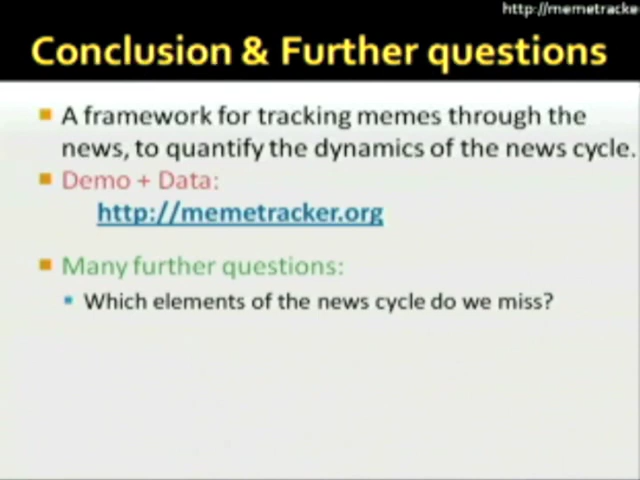 http://memetracke
Conclusion & Further questions
A framework for tracking memes through the
news, to quantify the dynamics of the news cycle.
Demo + Data:
http://memetracker.org
Many further questions:
Which elements of the news cycle do we miss?